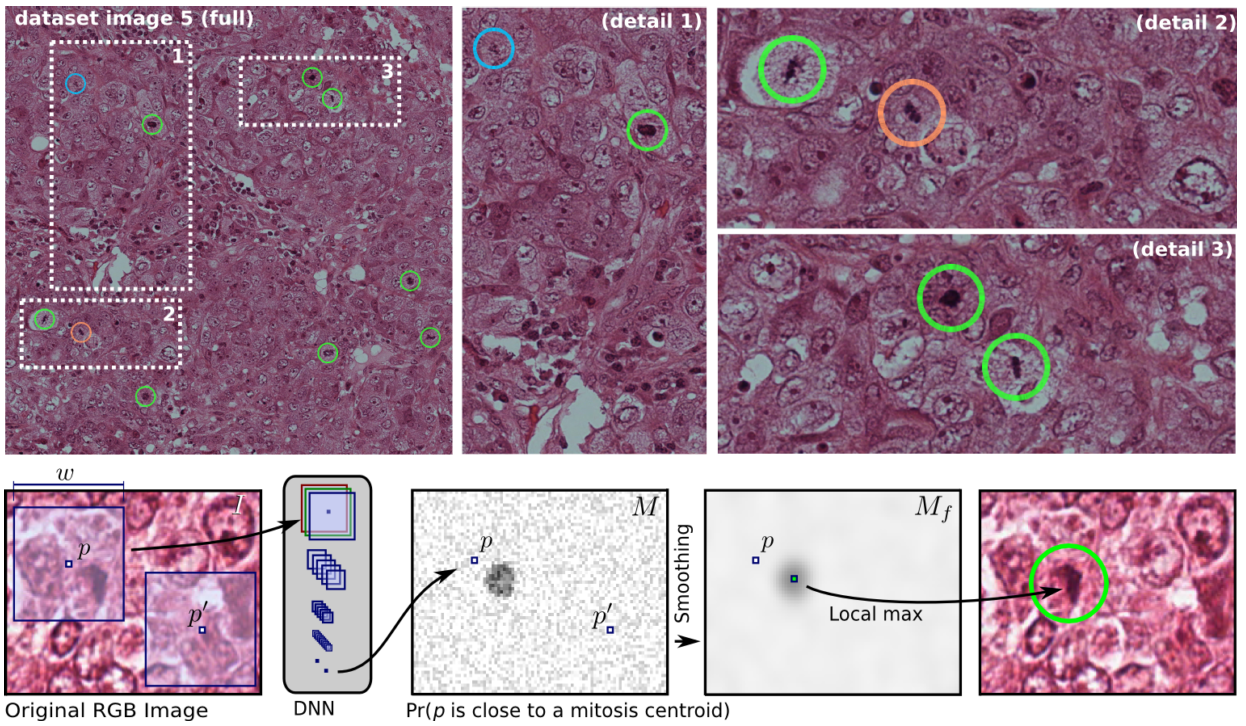 dataset image 5 (full)
1
2
3
(detail 1)
(detail 2)
(detail 3)
w
I
p
p′
Original RGB Image
DNN
M
p
p′
Pr(p is close to a mitosis centroid)
Smoothing
M_f
p
Local max